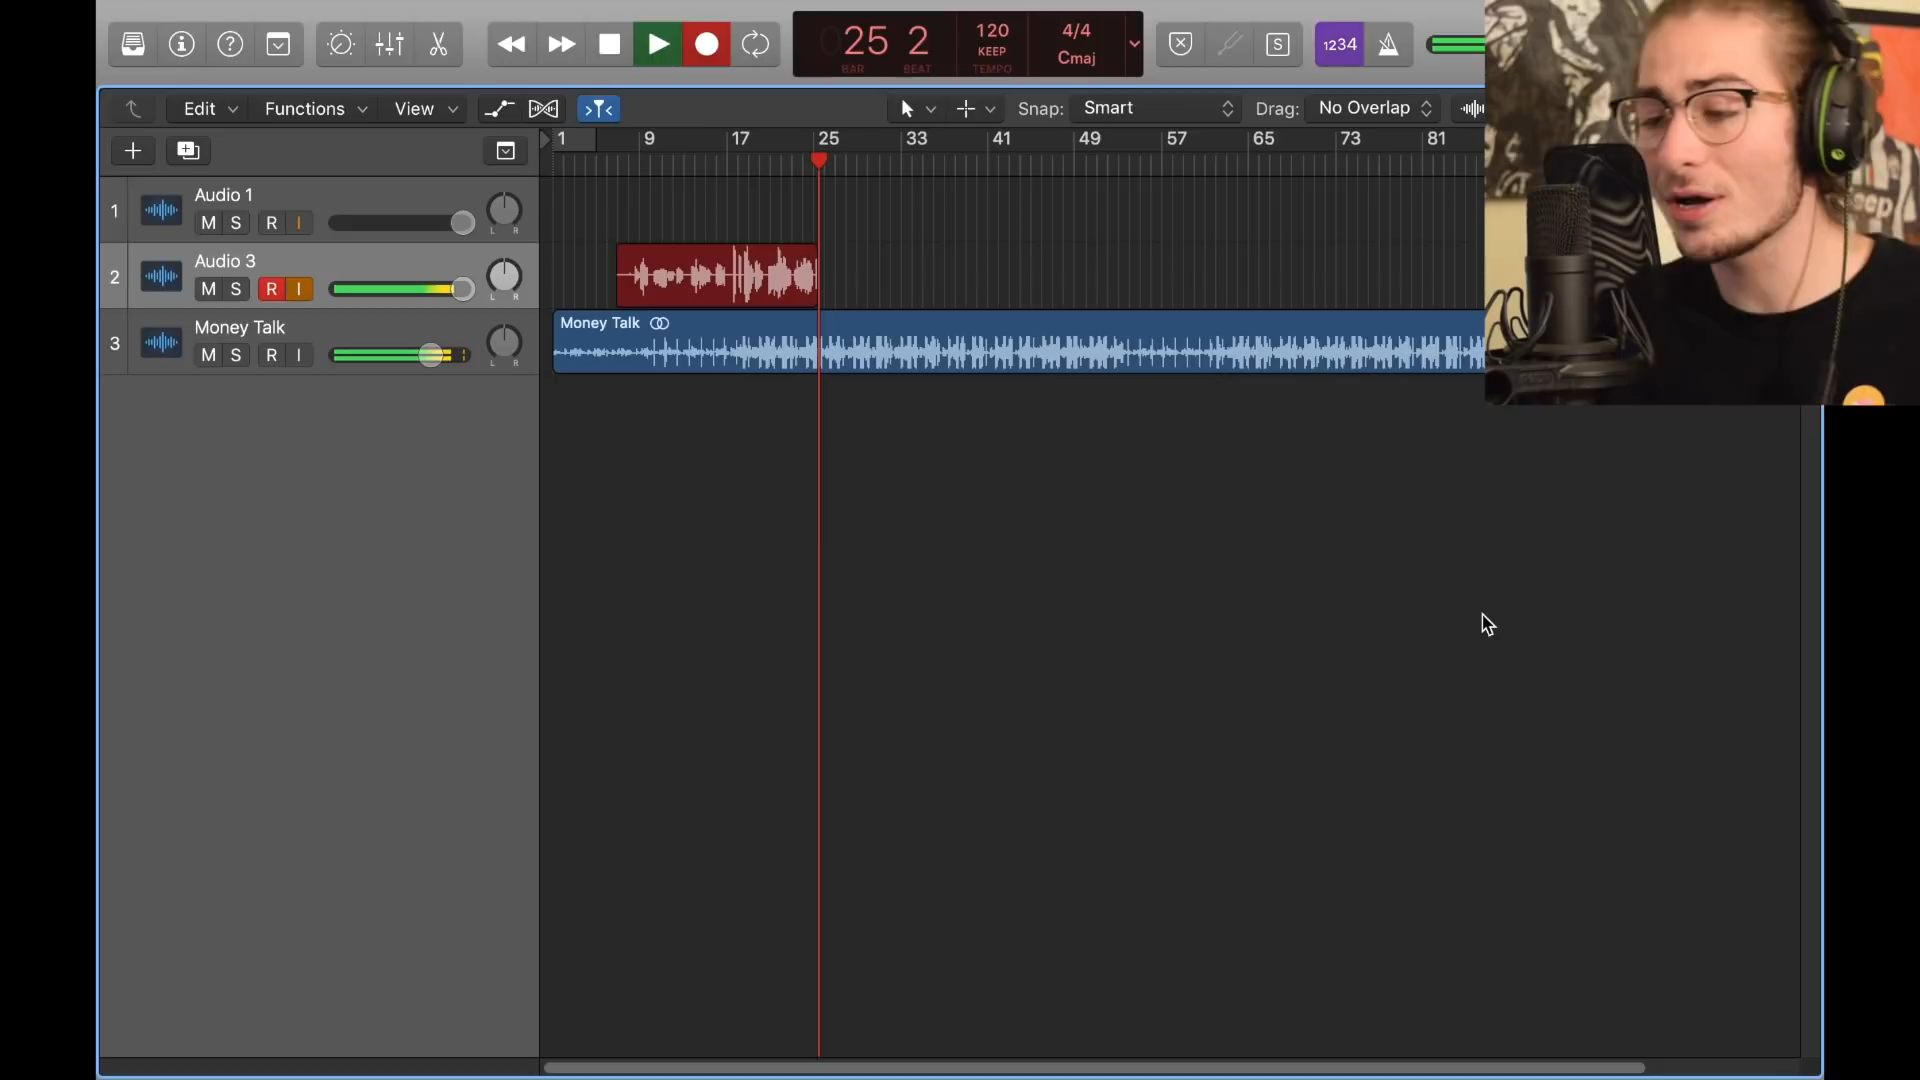 25 2
BAR BEAT
120
KEEP
TEMPO
4/4
Cmaj
S
1234
Edit
Functions
View
Snap: Smart
Drag: No Overlap
1 9 17 25 33 41 49 57 65 73 81
1
Audio 1
M S R I
L R
2
Audio 3
M S R I
L R
3
Money Talk
M S R I
L R
Money Talk
eep